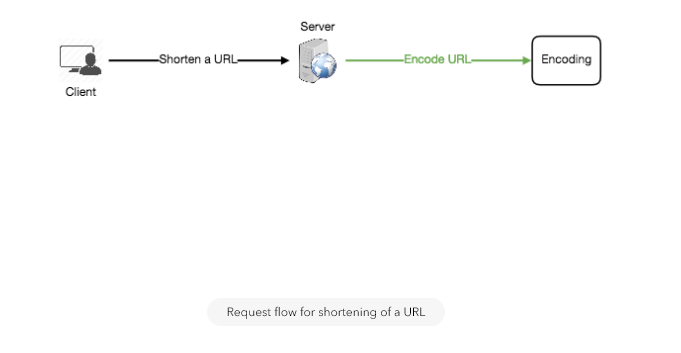 Server
Shorten a URL
Encode URL
Encoding
Client
Request flow for shortening of a URL